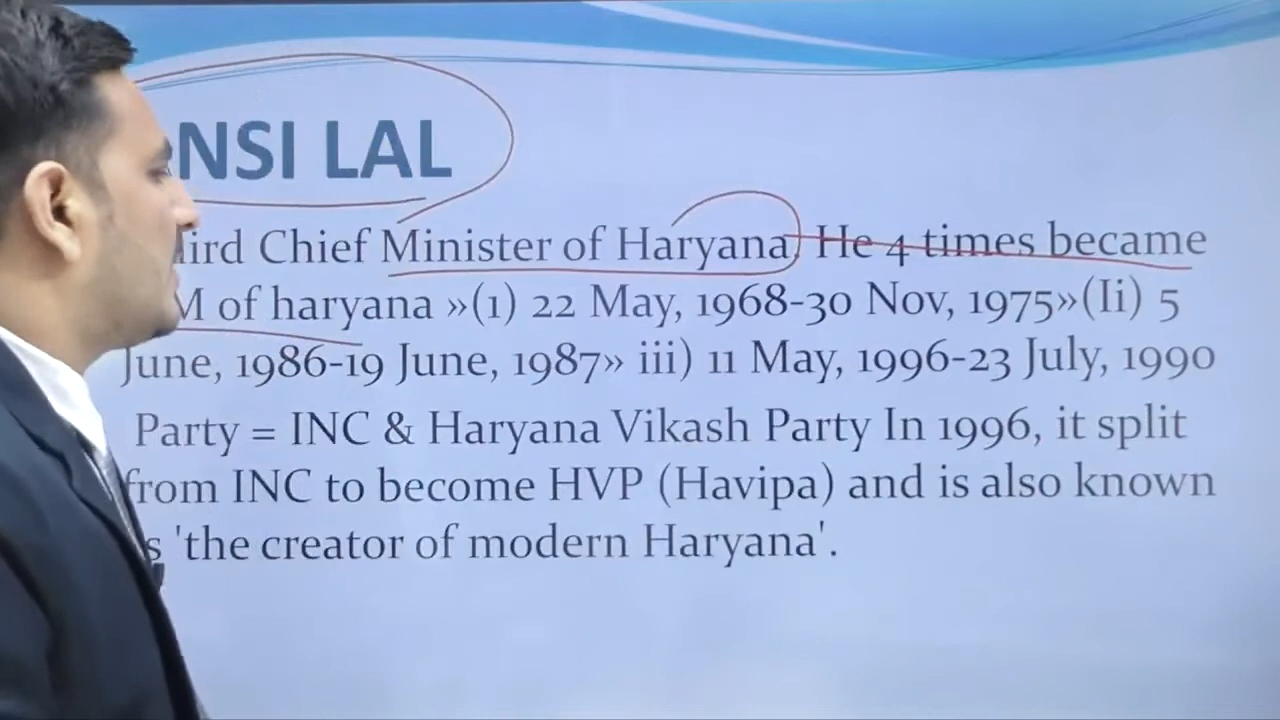 NSI LAL
ird Chief Minister of Haryana, He 4 times became
M of haryana »(1) 22 May, 1968-30 Nov, 1975»(Ii) 5
June, 1986-19 June, 1987» iii) 11 May, 1996-23 July, 1990
Party = INC & Haryana Vikash Party In 1996, it split
from INC to become HVP (Havipa) and is also known
s 'the creator of modern Haryana'.